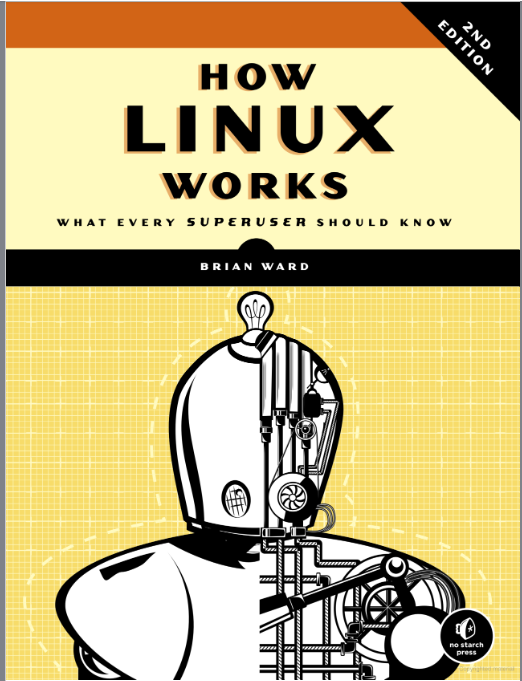 2ND
EDITION
HOW
LINUX
WORKS
WHAT EVERY SUPERUSER SHOULD KNOW
BRIAN WARD
no starch
press